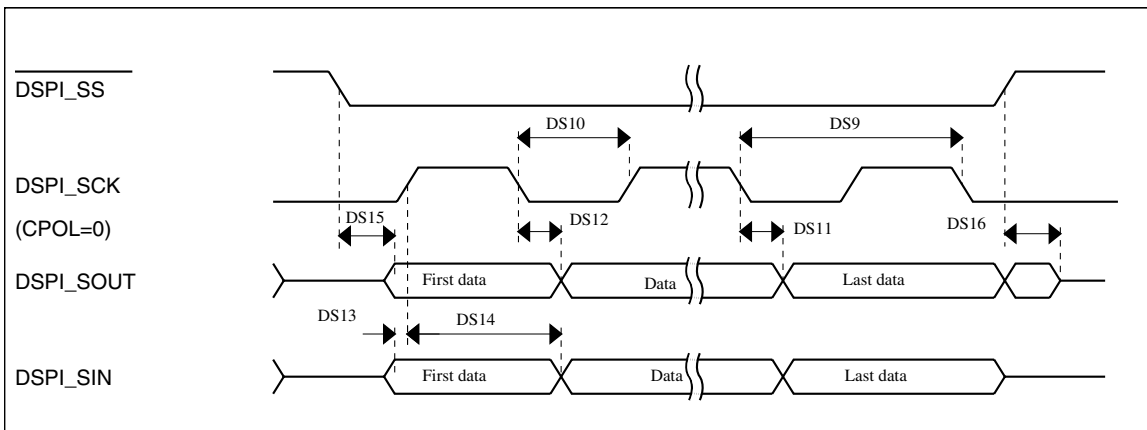 DSPI_SS
DS10
DS9
DSPI_SCK
(CPOL=0)
DS15
DS12
DS11
DS16
DSPI_SOUT
First data
Data
Last data
DS13
DS14
DSPI_SIN
First data
Data
Last data